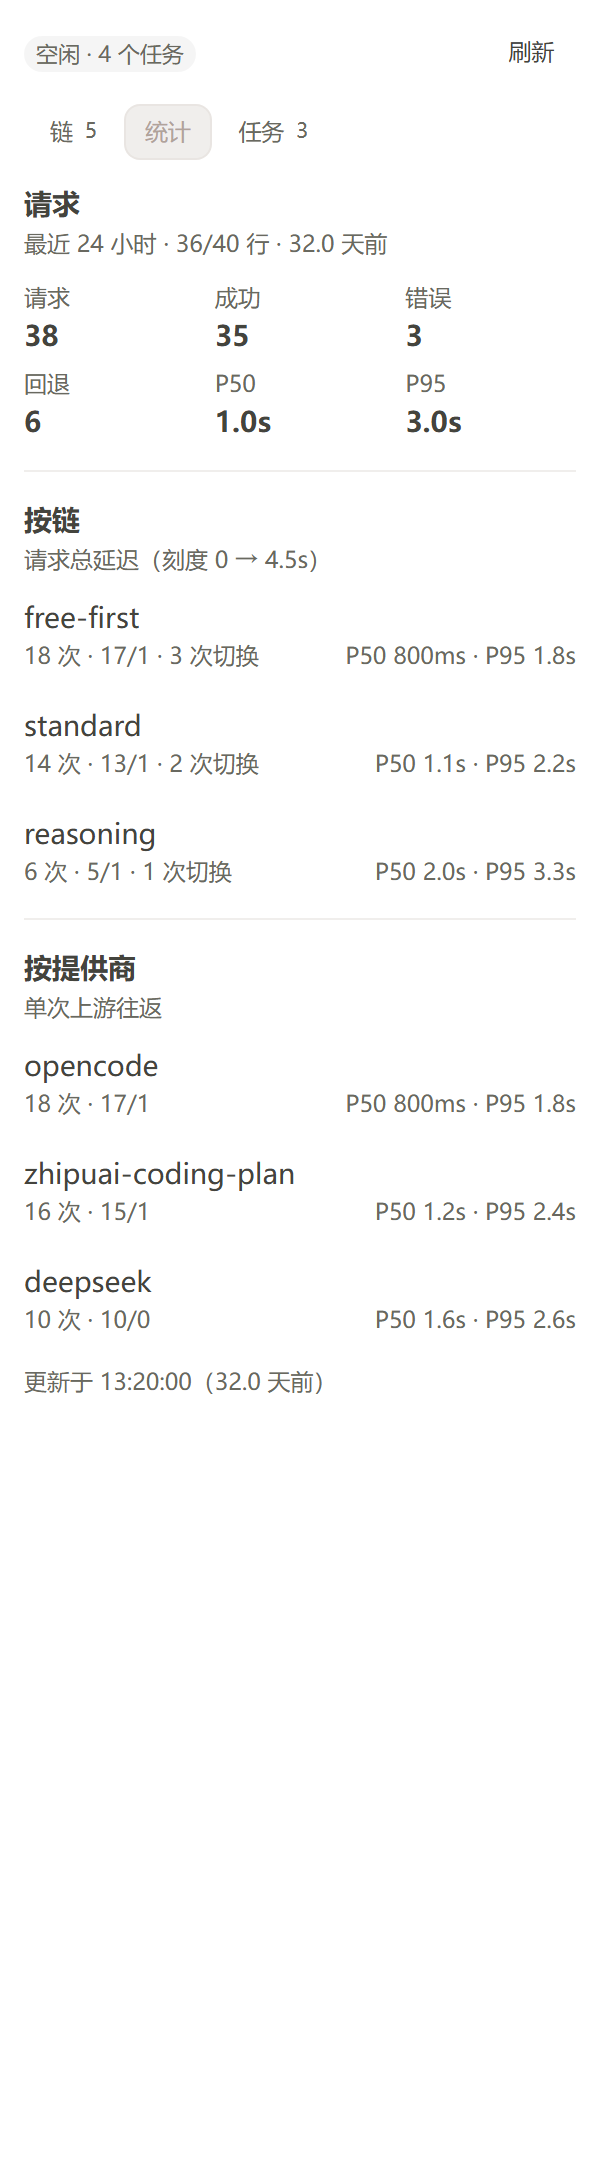 空闲 · 4 个任务 刷新
链 5 统计 任务 3
请求
最近 24 小时 · 36/40 行 · 32.0 天前
请求 成功 错误
38 35 3
回退 P50 P95
6 1.0s 3.0s
按链
请求总延迟（刻度 0 → 4.5s）
free-first
18 次 · 17/1 · 3 次切换 P50 800ms · P95 1.8s
standard
14 次 · 13/1 · 2 次切换 P50 1.1s · P95 2.2s
reasoning
6 次 · 5/1 · 1 次切换 P50 2.0s · P95 3.3s
按提供商
单次上游往返
opencode
18 次 · 17/1 P50 800ms · P95 1.8s
zhipuai-coding-plan
16 次 · 15/1 P50 1.2s · P95 2.4s
deepseek
10 次 · 10/0 P50 1.6s · P95 2.6s
更新于 13:20:00（32.0 天前）